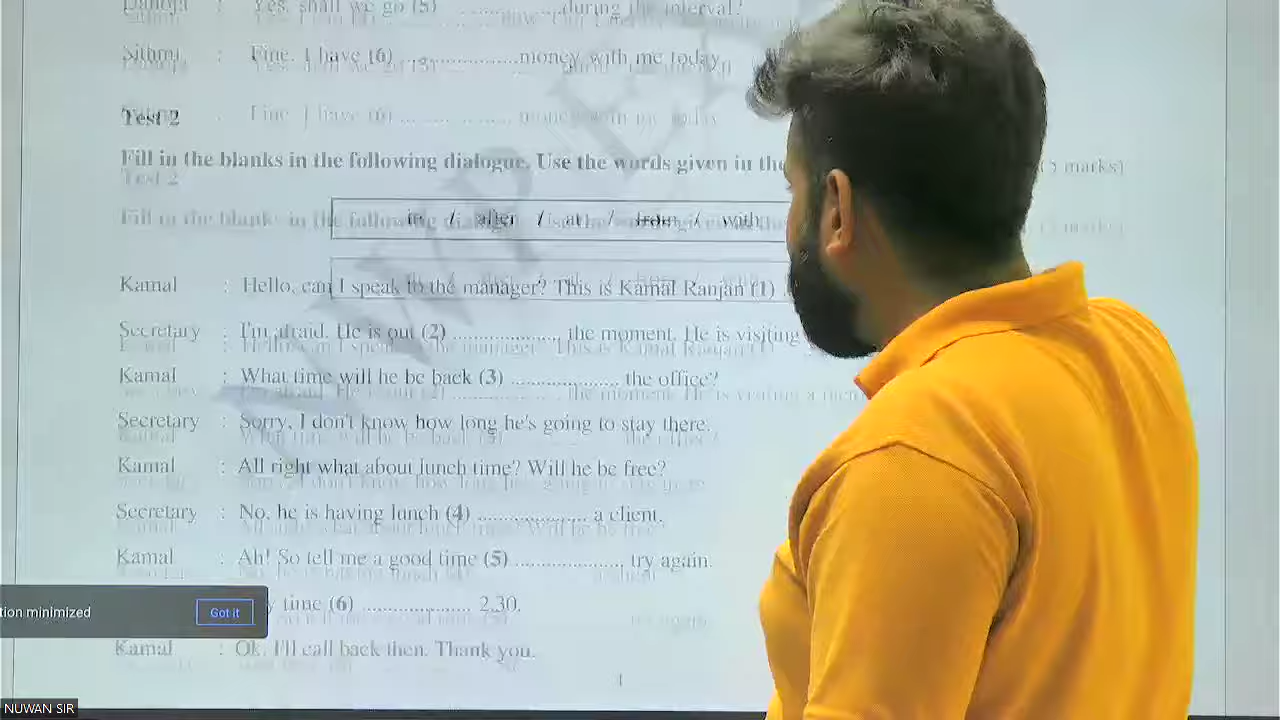 Yes, shall we go (5) ....................during the interval?
Sithmi : Fine. I have (6) ....................money with me today
Test 2
Fill in the blanks in the following dialogue. Use the words given in the (5 marks)
in / after / at / from / with
Kamal : Hello, can I speak to the manager? This is Kamal Ranjan (1)
Secretary : I'm afraid. He is out (2) .................... the moment. He is visiting
Kamal : What time will he be back (3) .................... the office?
Secretary : Sorry, I don't know how long he's going to stay there.
Kamal : All right what about lunch time? Will he be free?
Secretary : No, he is having lunch (4) .................... a client.
Kamal : Ah! So tell me a good time (5) .................... try again.
tion minimized Got it
y time (6) .................... 2.30.
Kamal : Ok. I'll call back then. Thank you.
1
NUWAN SIR